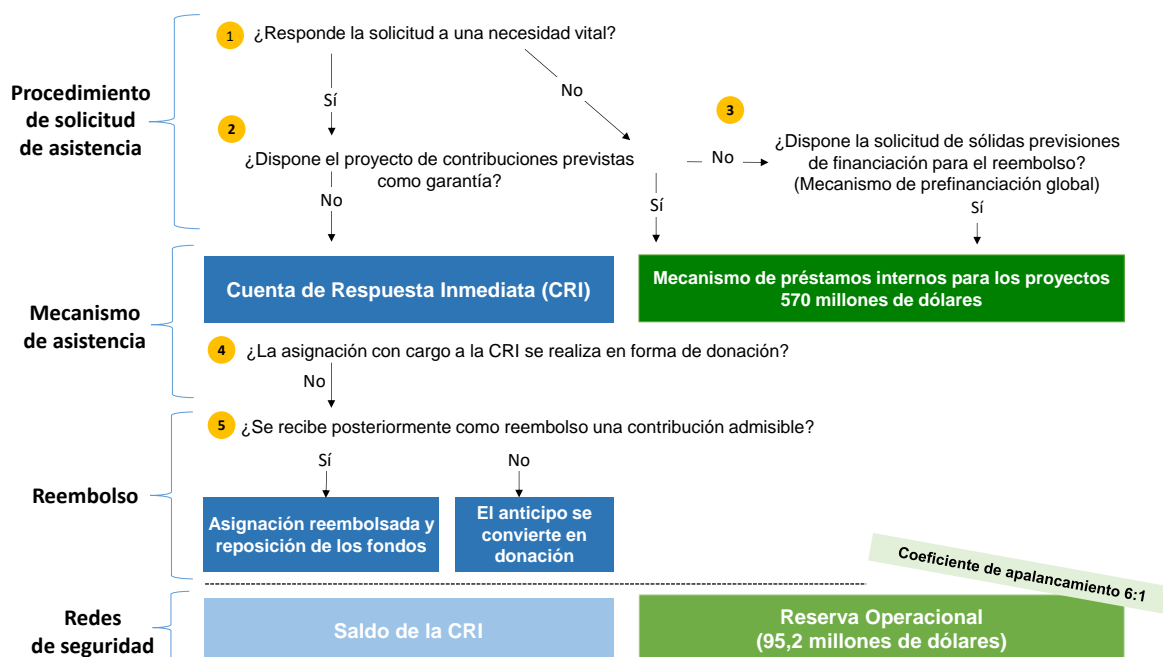 Procedimiento
de solicitud
de asistencia
1
¿Responde la solicitud a una necesidad vital?
Sí
No
2
¿Dispone el proyecto de contribuciones previstas
como garantía?
No
Sí
No
3
¿Dispone la solicitud de sólidas previsiones
de financiación para el reembolso?
(Mecanismo de prefinanciación global)
Sí
Mecanismo
de asistencia
Cuenta de Respuesta Inmediata (CRI)
Mecanismo de préstamos internos para los proyectos
570 millones de dólares
4
¿La asignación con cargo a la CRI se realiza en forma de donación?
No
Reembolso
5
¿Se recibe posteriormente como reembolso una contribución admisible?
Sí
No
Asignación reembolsada y
reposición de los fondos
El anticipo se
convierte en
donación
Coeficiente de apalancamiento 6:1
Redes
de seguridad
Saldo de la CRI
Reserva Operacional
(95,2 millones de dólares)